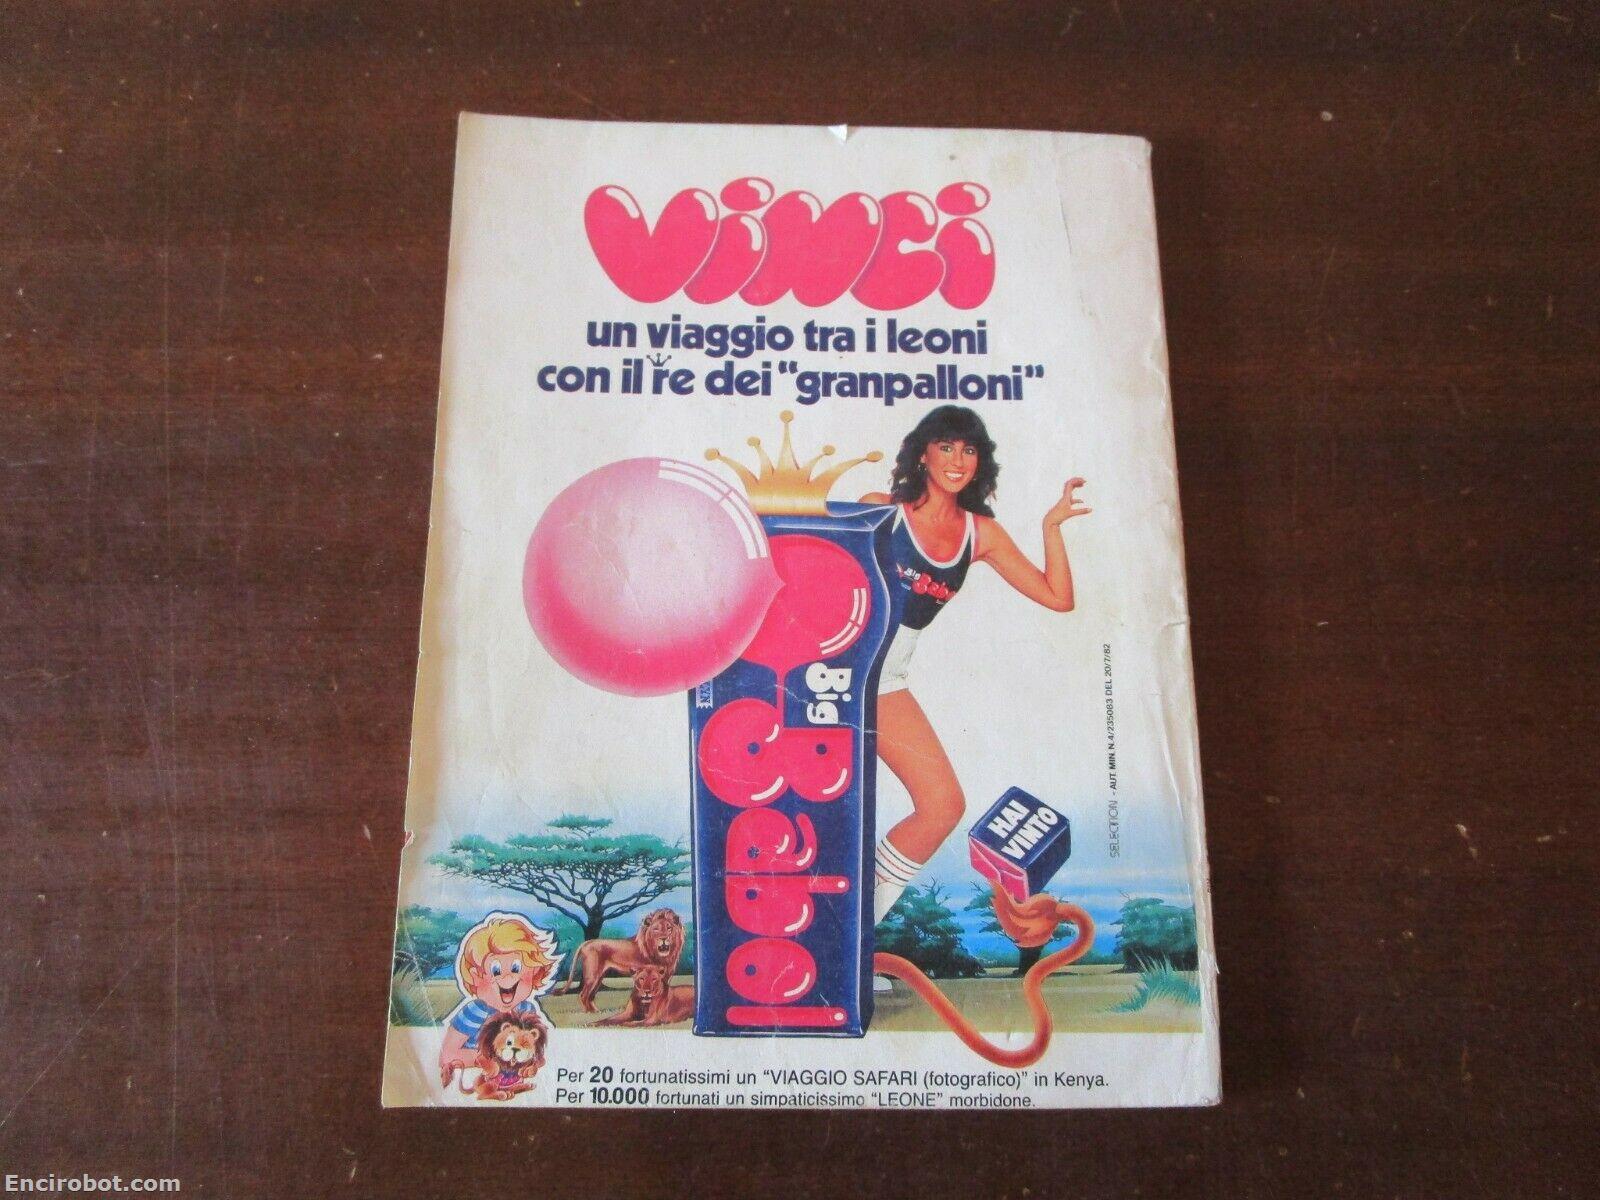 vinci
un viaggio tra i leoni
con il re dei "granpalloni"
Big Babol
Big
Babol
HAI
VINTO
SELECTION - AUT. MIN. N. 4/235083 DEL 20/7/82
Per 20 fortunatissimi un "VIAGGIO SAFARI (fotografico)" in Kenya.
Per 10.000 fortunati un simpaticissimo "LEONE" morbidone.
Encirobot.com